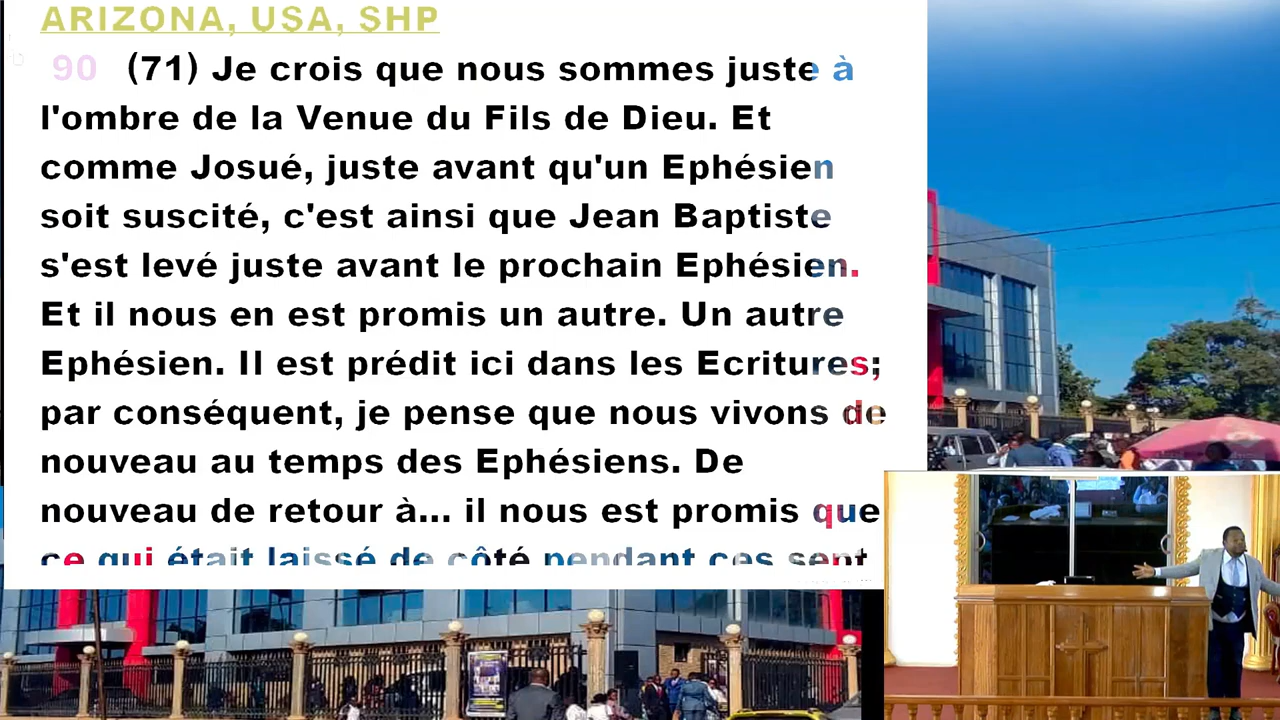 ARIZONA, USA, SHP
90 (71) Je crois que nous sommes juste à
l'ombre de la Venue du Fils de Dieu. Et
comme Josué, juste avant qu'un Ephésien
soit suscité, c'est ainsi que Jean Baptiste
s'est levé juste avant le prochain Ephésien.
Et il nous en est promis un autre. Un autre
Ephésien. Il est prédit ici dans les Ecritures;
par conséquent, je pense que nous vivons de
nouveau au temps des Ephésiens. De
nouveau de retour à... il nous est promis que
ce qui était laissé de côté pendant ces sept